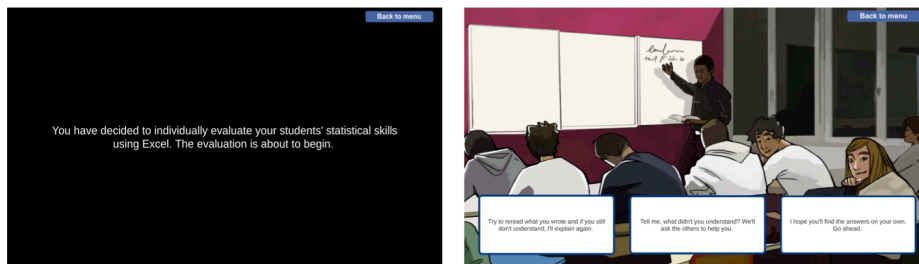 Back to menu
You have decided to individually evaluate your students' statistical skills
using Excel. The evaluation is about to begin.
Back to menu
Try to reread what you wrote and if you still
don't understand, I'll explain again.
Tell me, what didn't you understand? We'll
ask the others to help you.
I hope you'll find the answers on your own.
Go ahead.